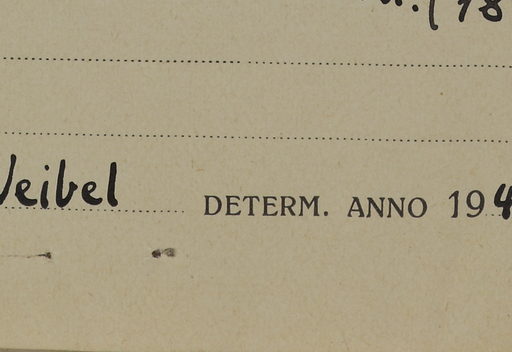 Weibel DETERM. ANNO 194